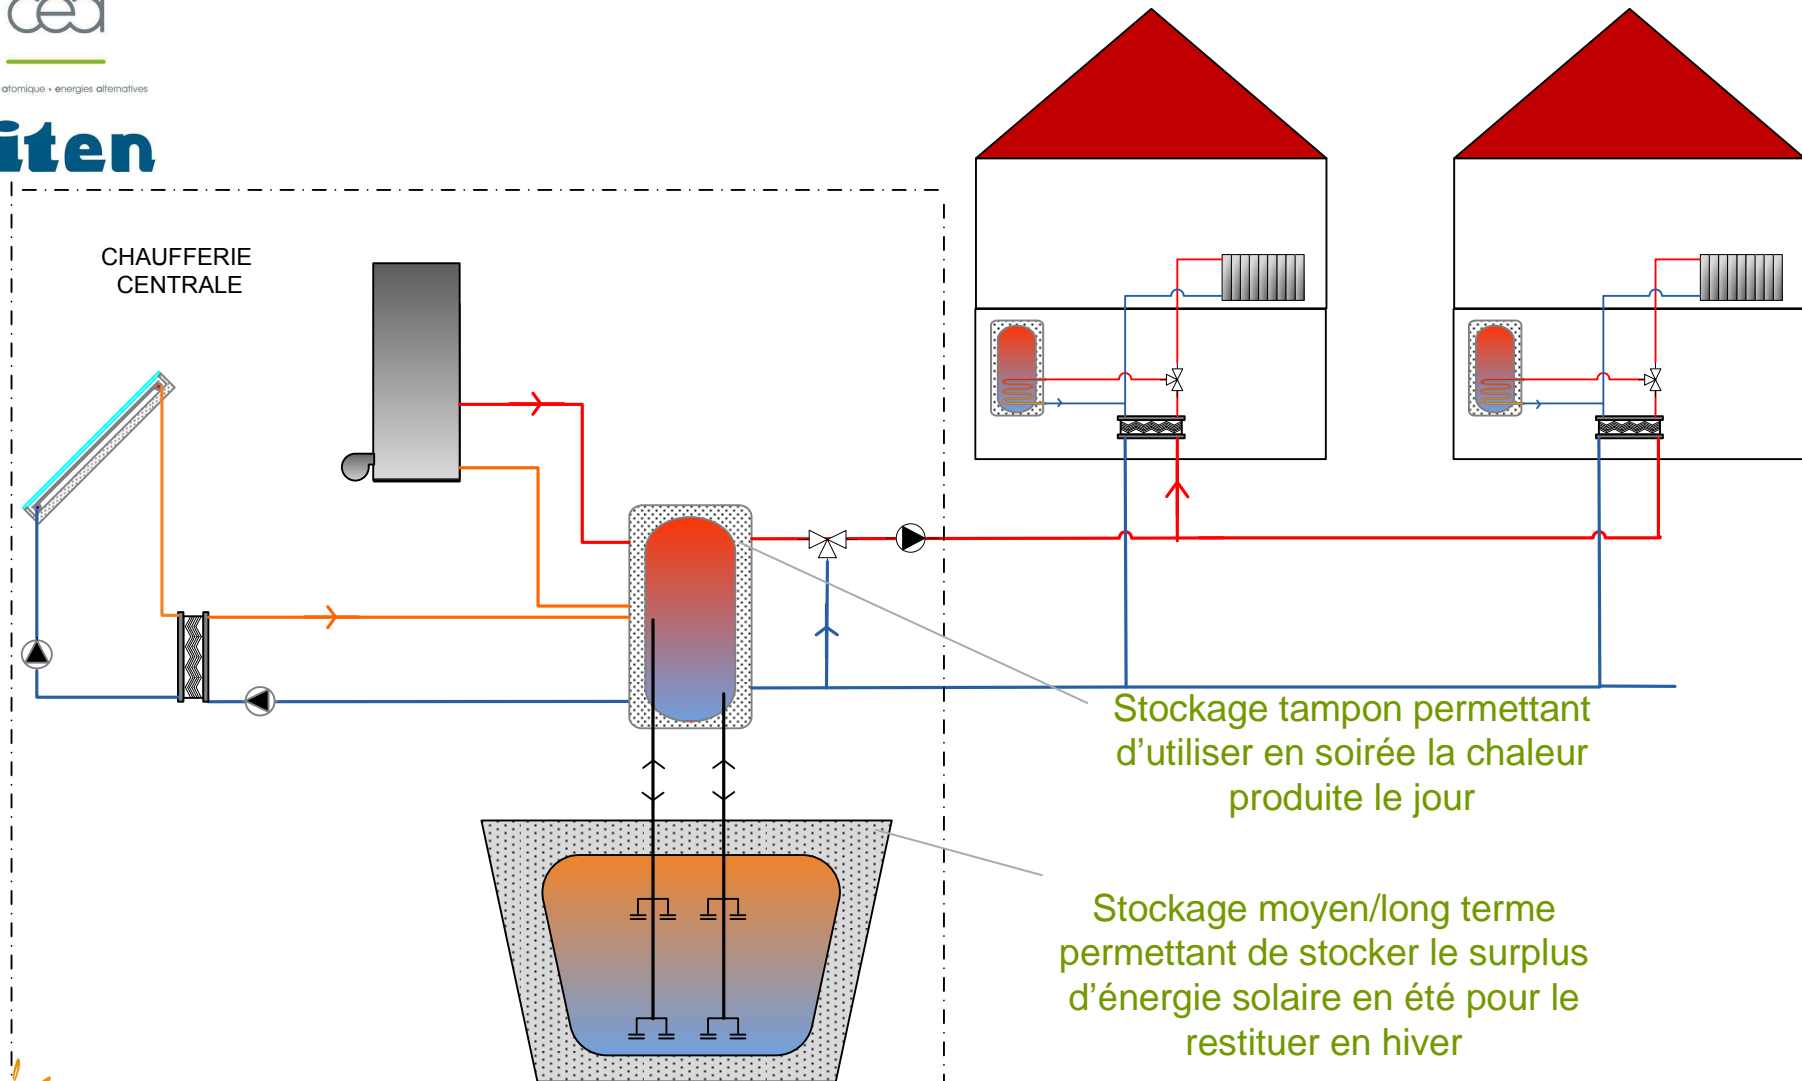 cea
atomique • energies alternatives
iten
CHAUFFERIE
CENTRALE
Stockage tampon permettant
d’utiliser en soirée la chaleur
produite le jour
Stockage moyen/long terme
permettant de stocker le surplus
d’énergie solaire en été pour le
restituer en hiver